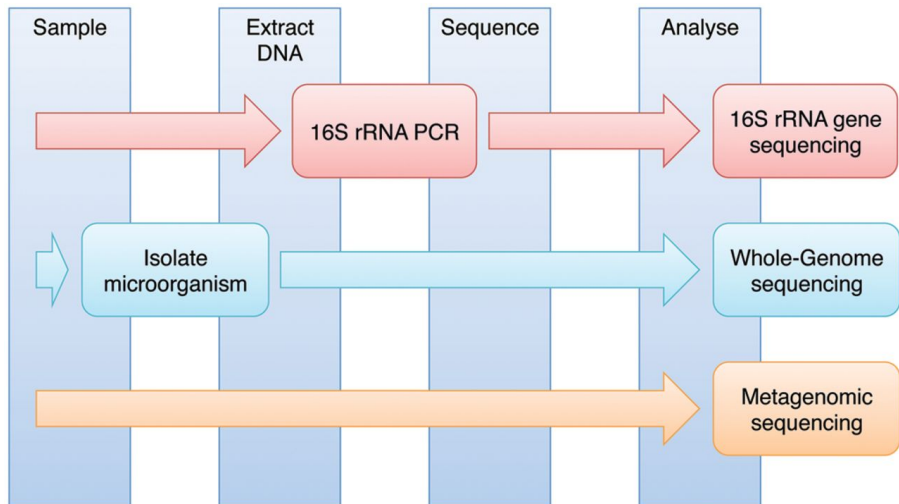 Sample
Extract
DNA
Sequence
Analyse
16S rRNA PCR
16S rRNA gene
sequencing
Isolate
microorganism
Whole-Genome
sequencing
Metagenomic
sequencing